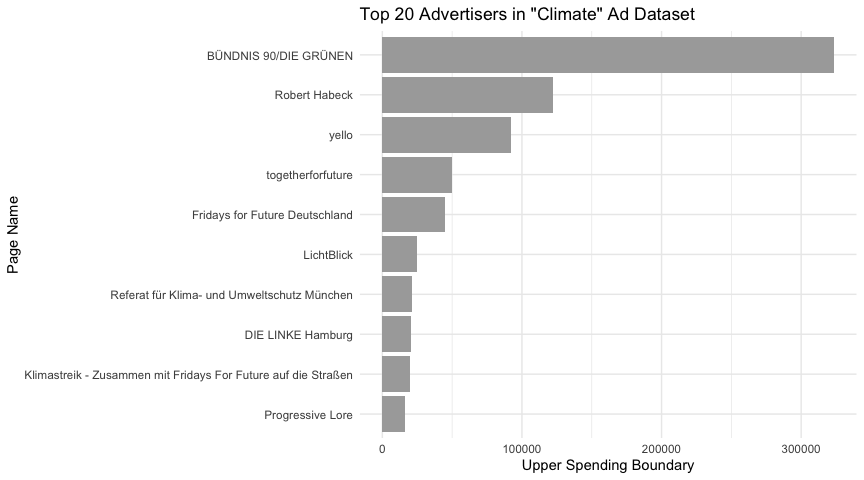 Top 20 Advertisers in "Climate" Ad Dataset
Page Name
BÜNDNIS 90/DIE GRÜNEN
Robert Habeck
yello
togetherforfuture
Fridays for Future Deutschland
LichtBlick
Referat für Klima- und Umweltschutz München
DIE LINKE Hamburg
Klimastreik - Zusammen mit Fridays For Future auf die Straßen
Progressive Lore
0 100000 200000 300000
Upper Spending Boundary